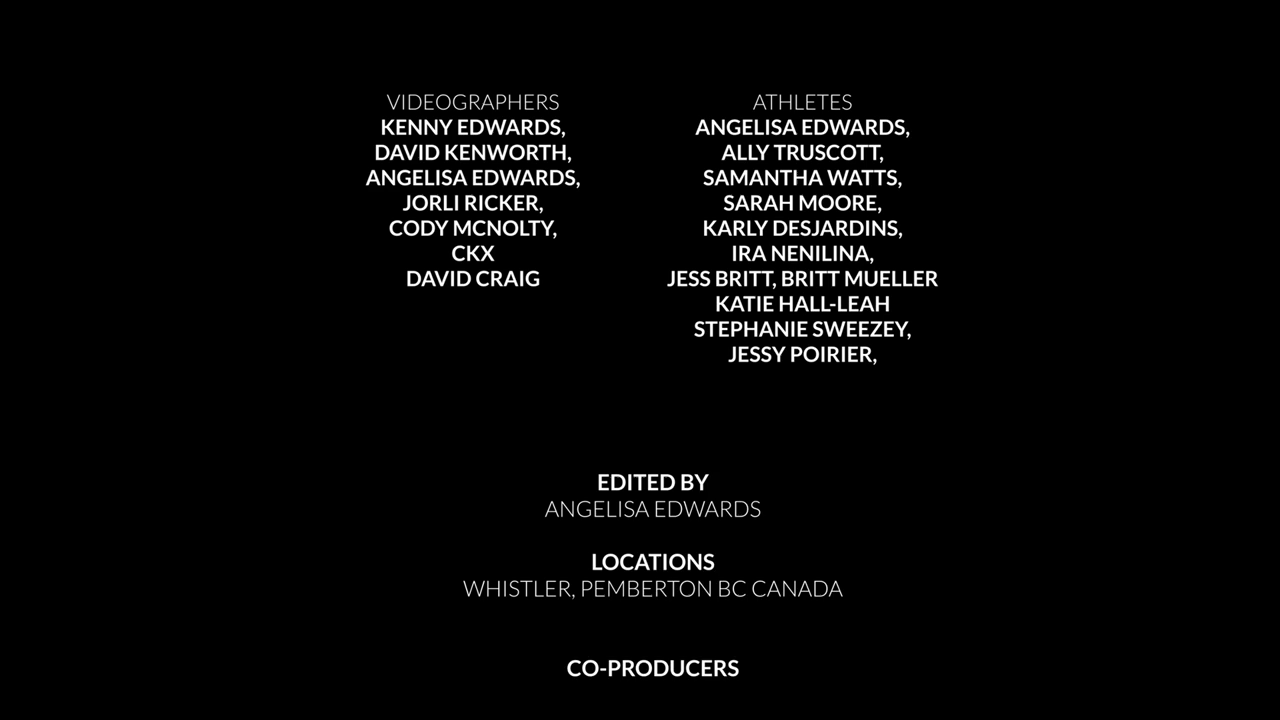 VIDEOGRAPHERS
KENNY EDWARDS,
DAVID KENWORTH,
ANGELISA EDWARDS,
JORLI RICKER,
CODY MCNOLTY,
CKX
DAVID CRAIG
ATHLETES
ANGELISA EDWARDS,
ALLY TRUSCOTT,
SAMANTHA WATTS,
SARAH MOORE,
KARLY DESJARDINS,
IRA NENILINA,
JESS BRITT, BRITT MUELLER
KATIE HALL-LEAH
STEPHANIE SWEEZEY,
JESSY POIRIER,
EDITED BY
ANGELISA EDWARDS
LOCATIONS
WHISTLER, PEMBERTON BC CANADA
CO-PRODUCERS